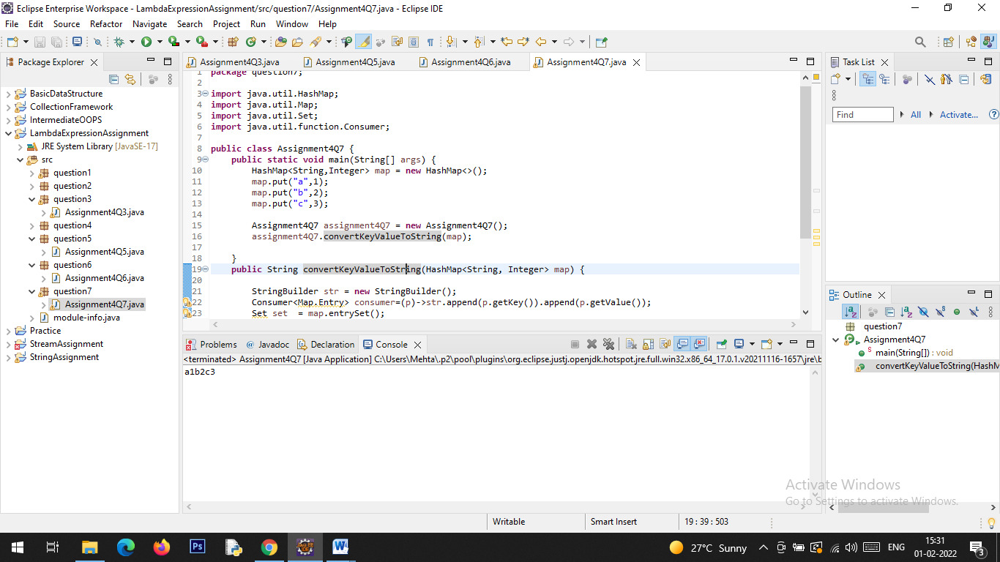 Eclipse Enterprise Workspace - LambdaExpressionAssignment/src/question7/Assignment4Q7.java - Eclipse IDE
File Edit Source Refactor Navigate Search Project Run Window Help
Package Explorer
BasicDataStructure
CollectionFramework
IntermediateOOPS
LambdaExpressionAssignment
JRE System Library [JavaSE-17]
src
question1
question2
question3
Assignment4Q3.java
question4
question5
Assignment4Q5.java
question6
Assignment4Q6.java
question7
Assignment4Q7.java
module-info.java
Practice
StreamAssignment
StringAssignment
Assignment4Q3.java Assignment4Q5.java Assignment4Q6.java Assignment4Q7.java
1 package question7;
2
3 import java.util.HashMap;
4 import java.util.Map;
5 import java.util.Set;
6 import java.util.function.Consumer;
7
8 public class Assignment4Q7 {
9 public static void main(String[] args) {
10 HashMap<String,Integer> map = new HashMap<>();
11 map.put("a",1);
12 map.put("b",2);
13 map.put("c",3);
14
15 Assignment4Q7 assignment4Q7 = new Assignment4Q7();
16 assignment4Q7.convertKeyValueToString(map);
17
18 }
19 public String convertKeyValueToString(HashMap<String, Integer> map) {
20
21 StringBuilder str = new StringBuilder();
22 Consumer<Map.Entry> consumer=(p)->str.append(p.getKey()).append(p.getValue());
23 Set set = map.entrySet();
Problems @ Javadoc Declaration Console
<terminated> Assignment4Q7 [Java Application] C:\Users\Mehta\.p2\pool\plugins\org.eclipse.justj.openjdk.hotspot.jre.full.win32.x86_64_17.0.1.v20211116-1657\jre\b
a1b2c3
Task List
Find All Activate...
Outline
question7
Assignment4Q7
main(String[]) : void
convertKeyValueToString(HashM
Activate Windows
Go to Settings to activate Windows.
Writable Smart Insert 19 : 39 : 503
Ps
W
27°C Sunny ENG 15:31
01-02-2022
3